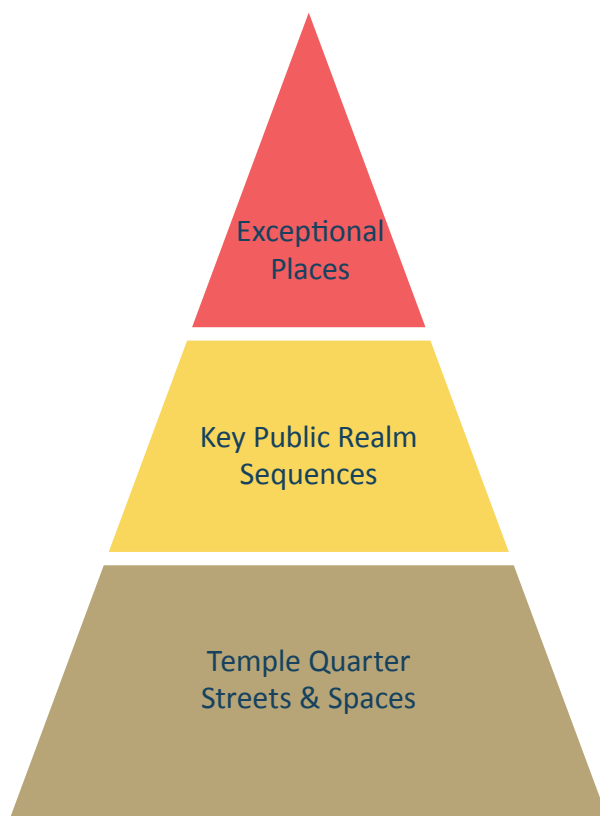 Exceptional
Places
Key Public Realm
Sequences
Temple Quarter
Streets & Spaces